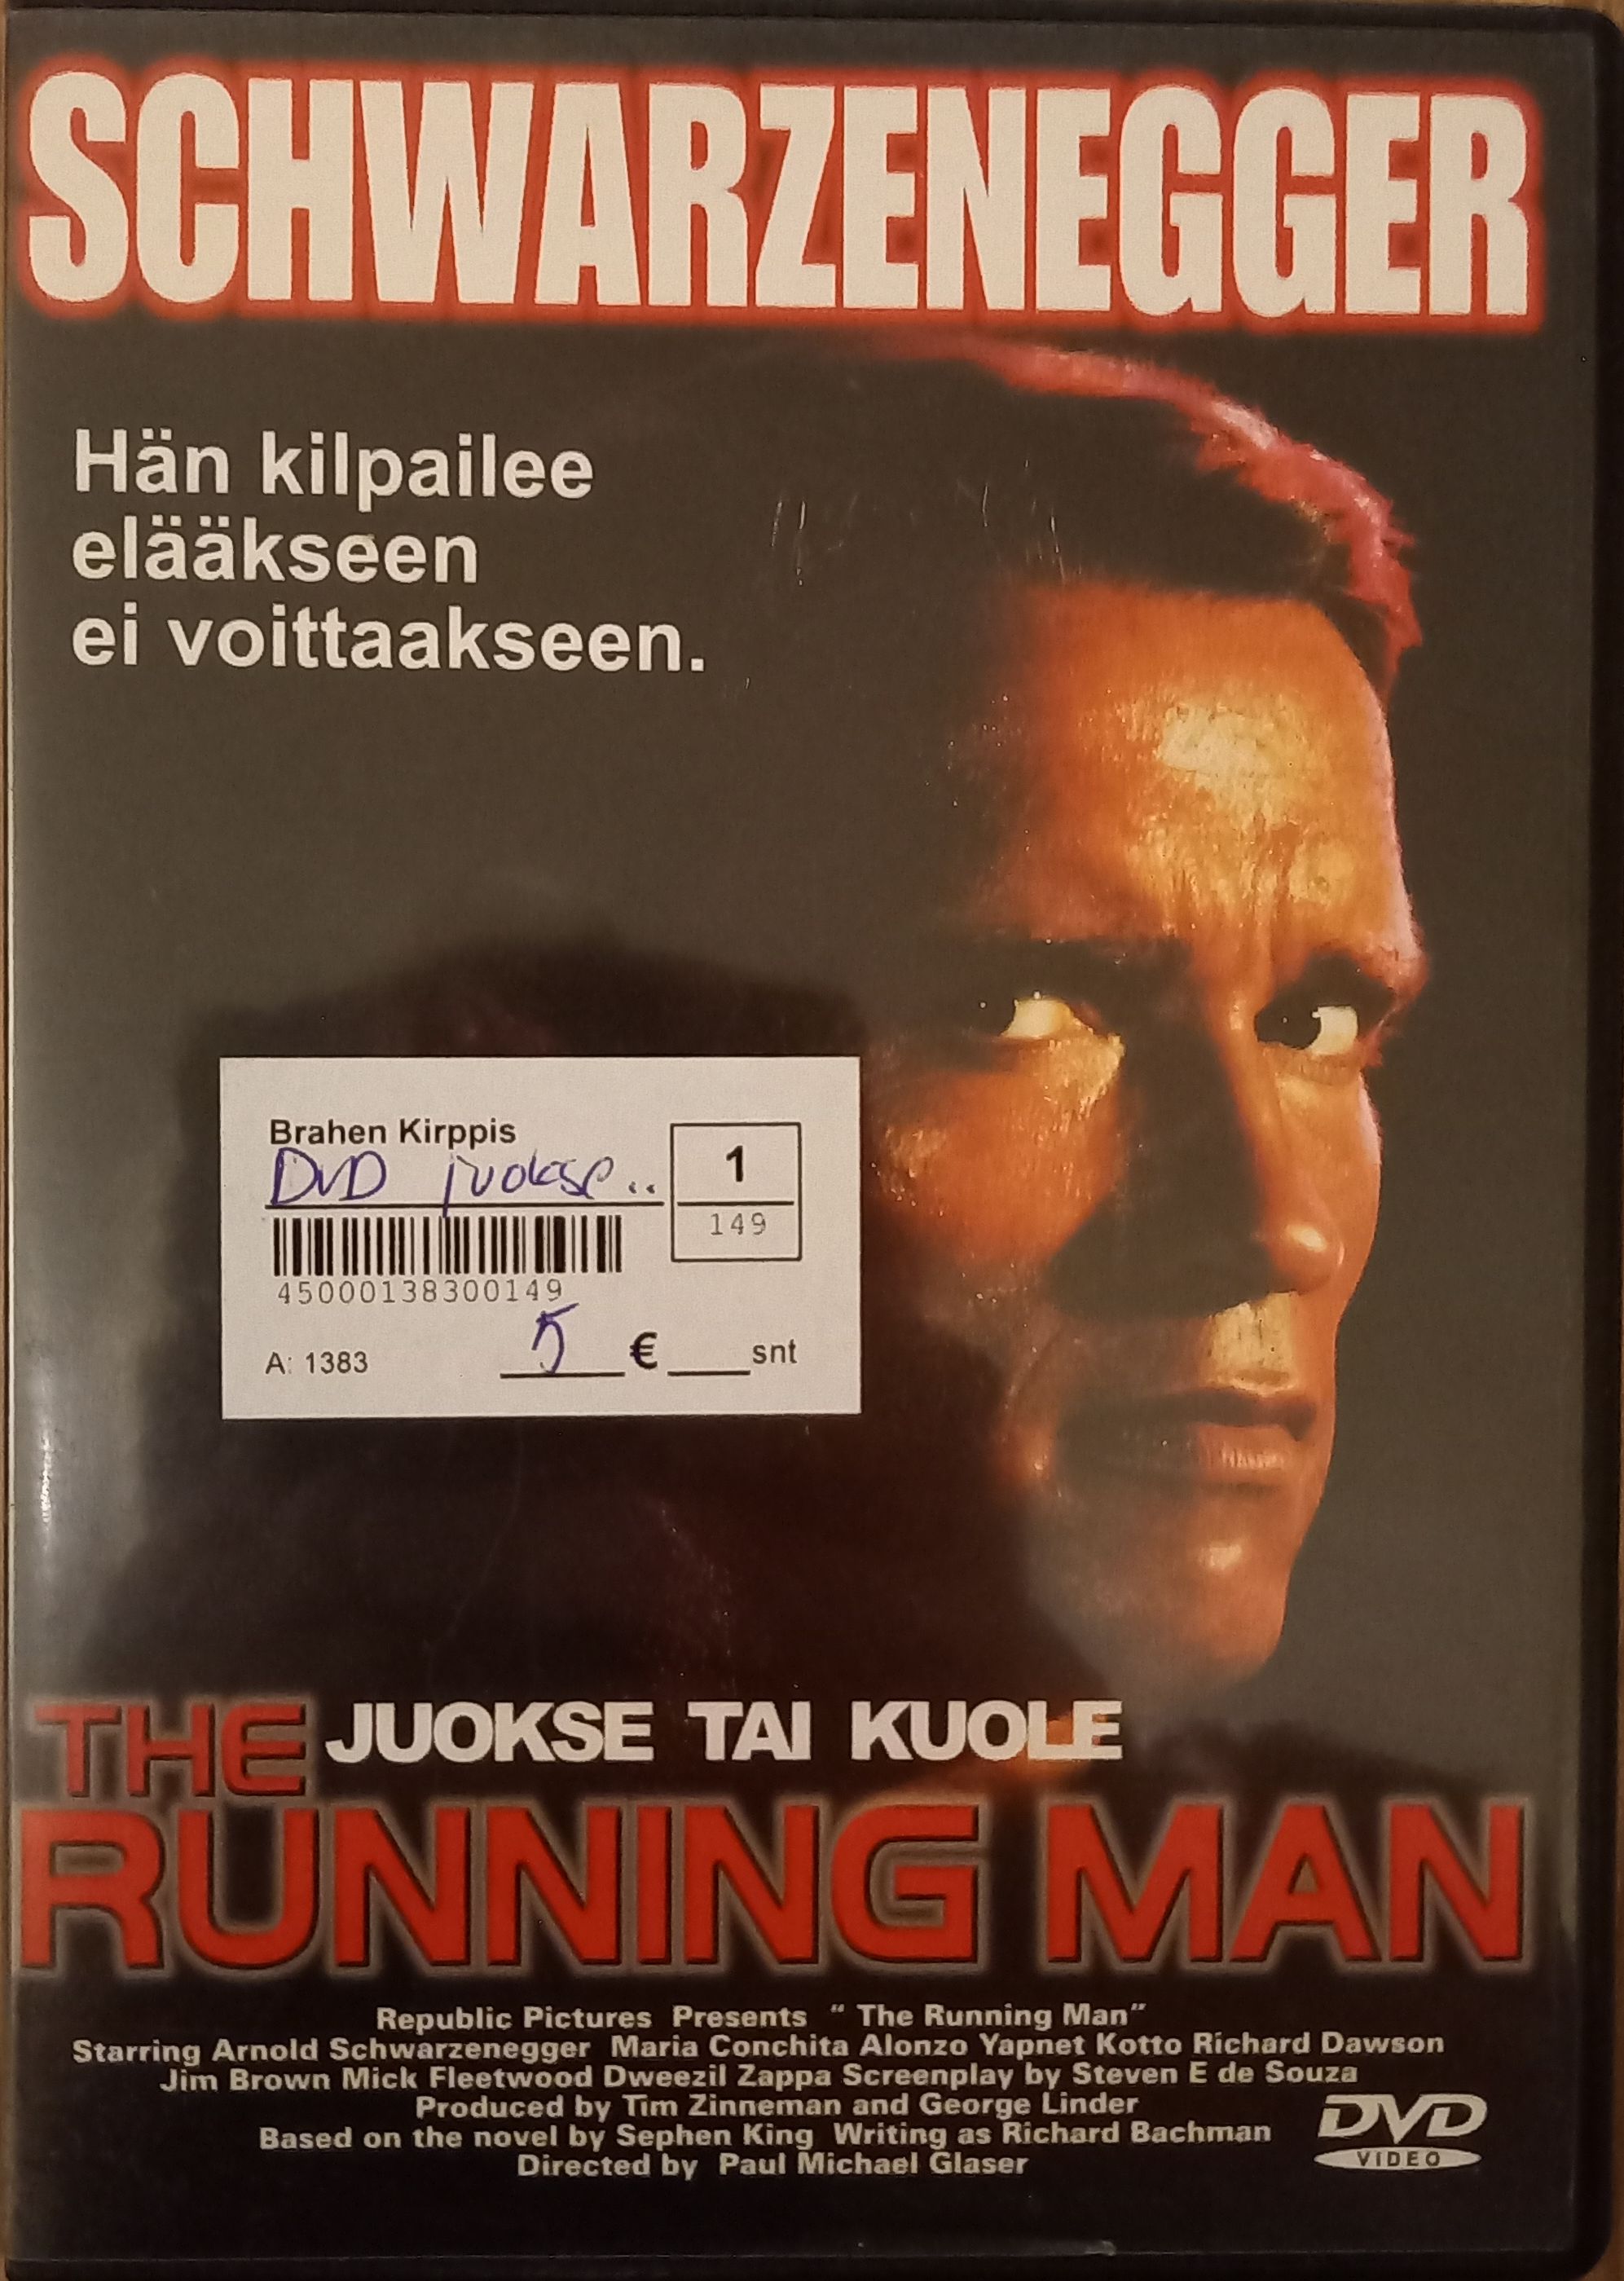 SCHWARZENEGGER
Hän kilpailee
elääkseen
ei voittaakseen.
Brahen Kirppis
DVD juokse..
1
149
45000138300149
A: 1383 5 € snt
THE JUOKSE TAI KUOLE
RUNNING MAN
Republic Pictures Presents “ The Running Man”
Starring Arnold Schwarzenegger Maria Conchita Alonzo Yapnet Kotto Richard Dawson
Jim Brown Mick Fleetwood Dweezil Zappa Screenplay by Steven E de Souza
Produced by Tim Zinneman and George Linder
Based on the novel by Sephen King Writing as Richard Bachman
Directed by Paul Michael Glaser
DVD
VIDEO